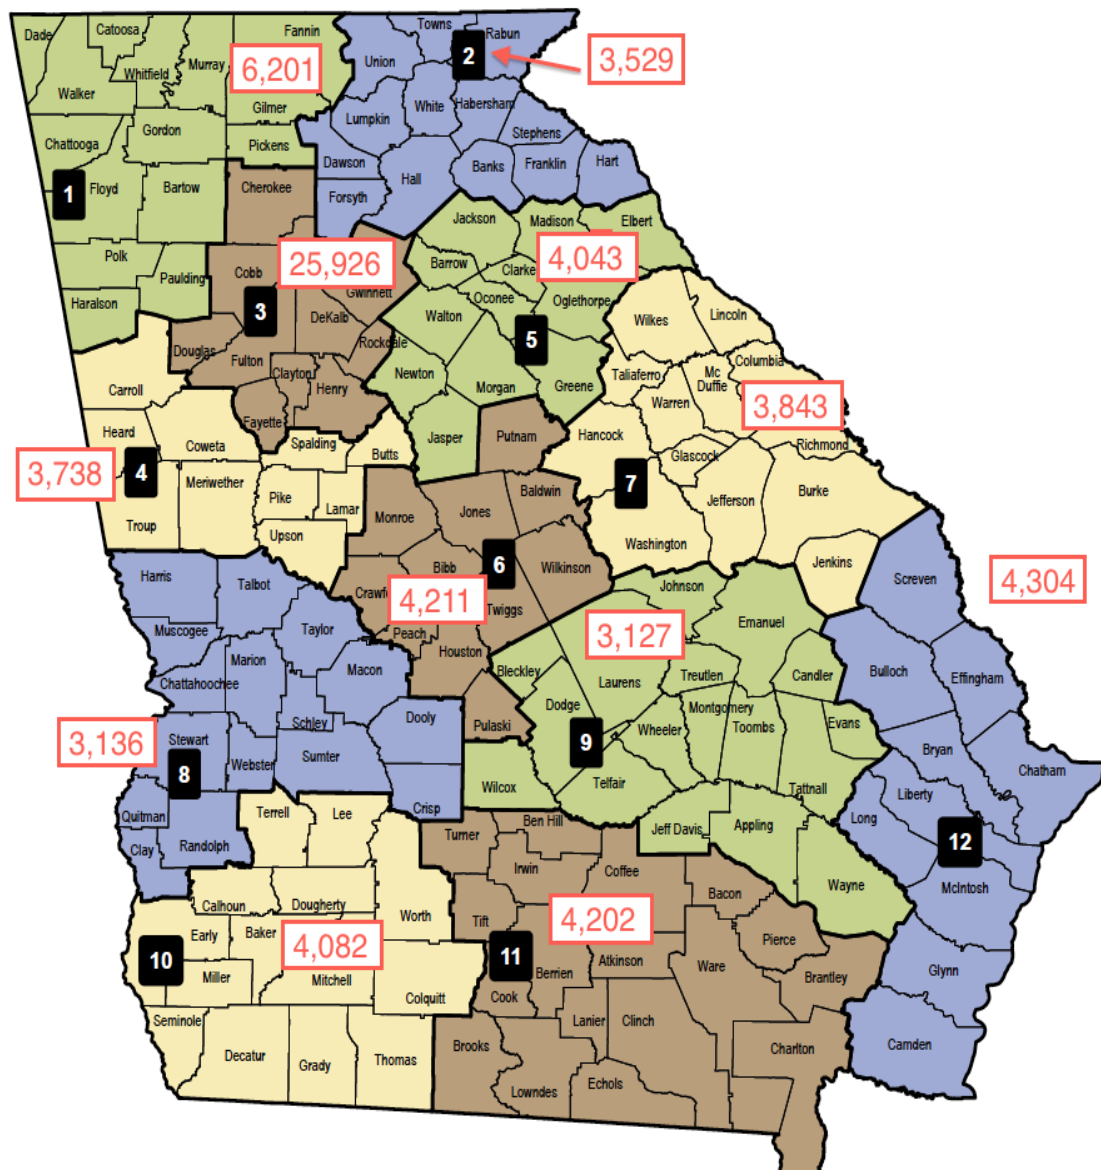 Dade
Catoosa
Whitfield
Murray
Fannin
6,201
Walker
Gilmer
Chattooga
Gordon
Pickens
1
Floyd
Bartow
Polk
Paulding
Haralson
Towns
Rabun
2
3,529
Union
White
Habersham
Lumpkin
Stephens
Dawson
Hall
Banks
Franklin
Hart
Forsyth
Cherokee
Cobb
25,926
Gwinnett
3
DeKalb
Rockdale
Douglas
Fulton
Clayton
Henry
Fayette
Jackson
Madison
Elbert
Barrow
Clarke
4,043
Oconee
Oglethorpe
Walton
5
Newton
Morgan
Greene
Jasper
Carroll
Heard
Coweta
Spalding
Butts
3,738
4
Meriwether
Pike
Lamar
Troup
Upson
Wilkes
Lincoln
Taliaferro
Mc
Duffie
Columbia
Warren
3,843
Hancock
Glascock
Richmond
7
Jefferson
Burke
Washington
Jenkins
Putnam
Baldwin
Jones
Monroe
Bibb
6
Wilkinson
4,211
Twiggs
Peach
Houston
Pulaski
Harris
Talbot
Muscogee
Taylor
Marion
Macon
Chattahoochee
Schley
Dooly
3,136
Stewart
8
Webster
Sumter
Quitman
Crisp
Clay
Randolph
Johnson
Emanuel
3,127
Bleckley
Laurens
Treutlen
Candler
Dodge
Montgomery
Wheeler
Toombs
Evans
9
Telfair
Wilcox
Tattnall
Jeff Davis
Appling
Wayne
Screven
4,304
Bulloch
Effingham
Bryan
Chatham
Liberty
Long
12
McIntosh
Glynn
Camden
Terrell
Lee
Calhoun
Dougherty
Worth
Early
Baker
4,082
10
Miller
Mitchell
Colquitt
Seminole
Decatur
Grady
Thomas
Turner
Ben Hill
Irwin
Coffee
Bacon
Tift
4,202
Pierce
11
Berrien
Atkinson
Ware
Brantley
Cook
Lanier
Clinch
Brooks
Charlton
Lowndes
Echols